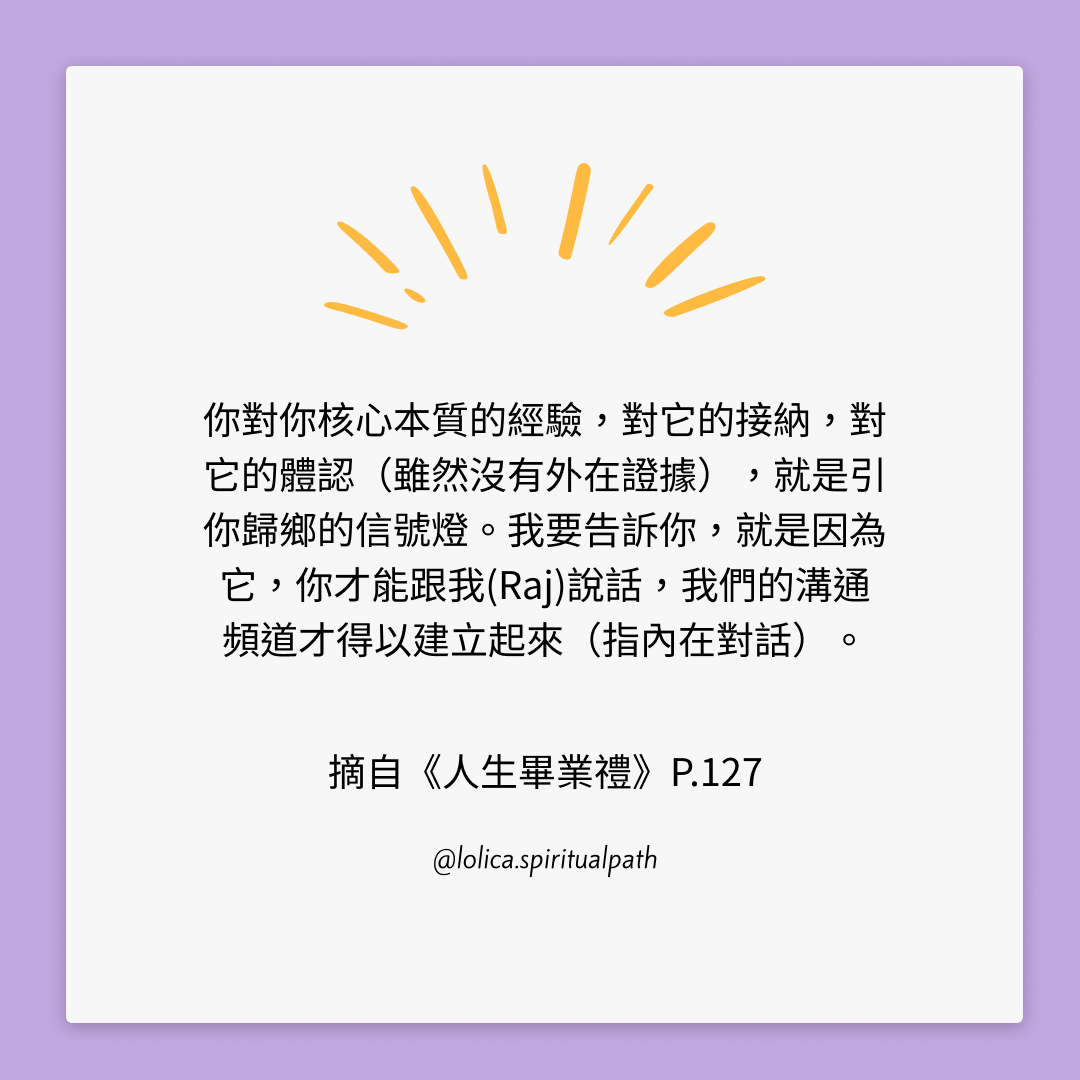 你對你核心本質的經驗，對它的接納，對
它的體認（雖然沒有外在證據），就是引
你歸鄉的信號燈。我要告訴你，就是因為
它，你才能跟我(Raj)說話，我們的溝通
頻道才得以建立起來（指內在對話）。
摘自《人生畢業禮》P.127
@lolica.spiritualpath